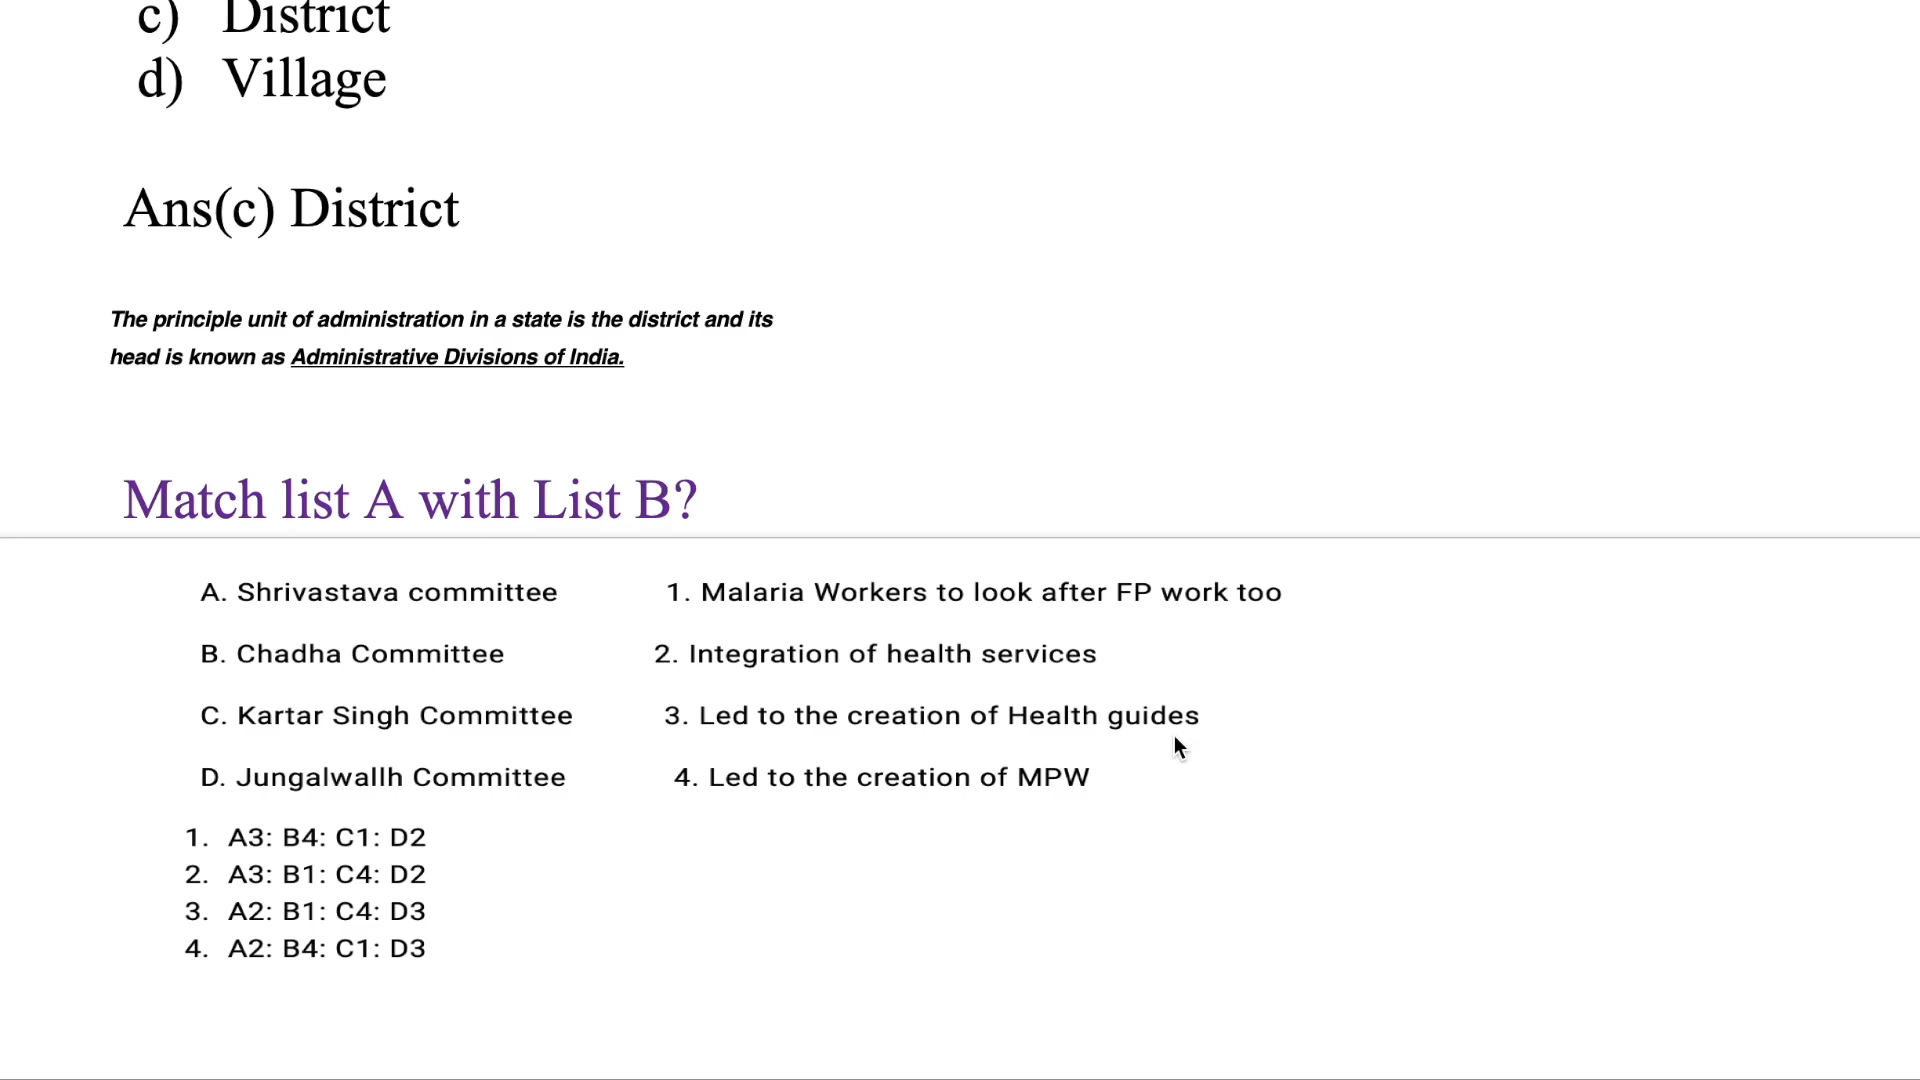 c) District
d) Village
Ans(c) District
The principle unit of administration in a state is the district and its
head is known as Administrative Divisions of India.
Match list A with List B?
A. Shrivastava committee 1. Malaria Workers to look after FP work too
B. Chadha Committee 2. Integration of health services
C. Kartar Singh Committee 3. Led to the creation of Health guides
D. Jungalwallh Committee 4. Led to the creation of MPW
1. A3: B4: C1: D2
2. A3: B1: C4: D2
3. A2: B1: C4: D3
4. A2: B4: C1: D3